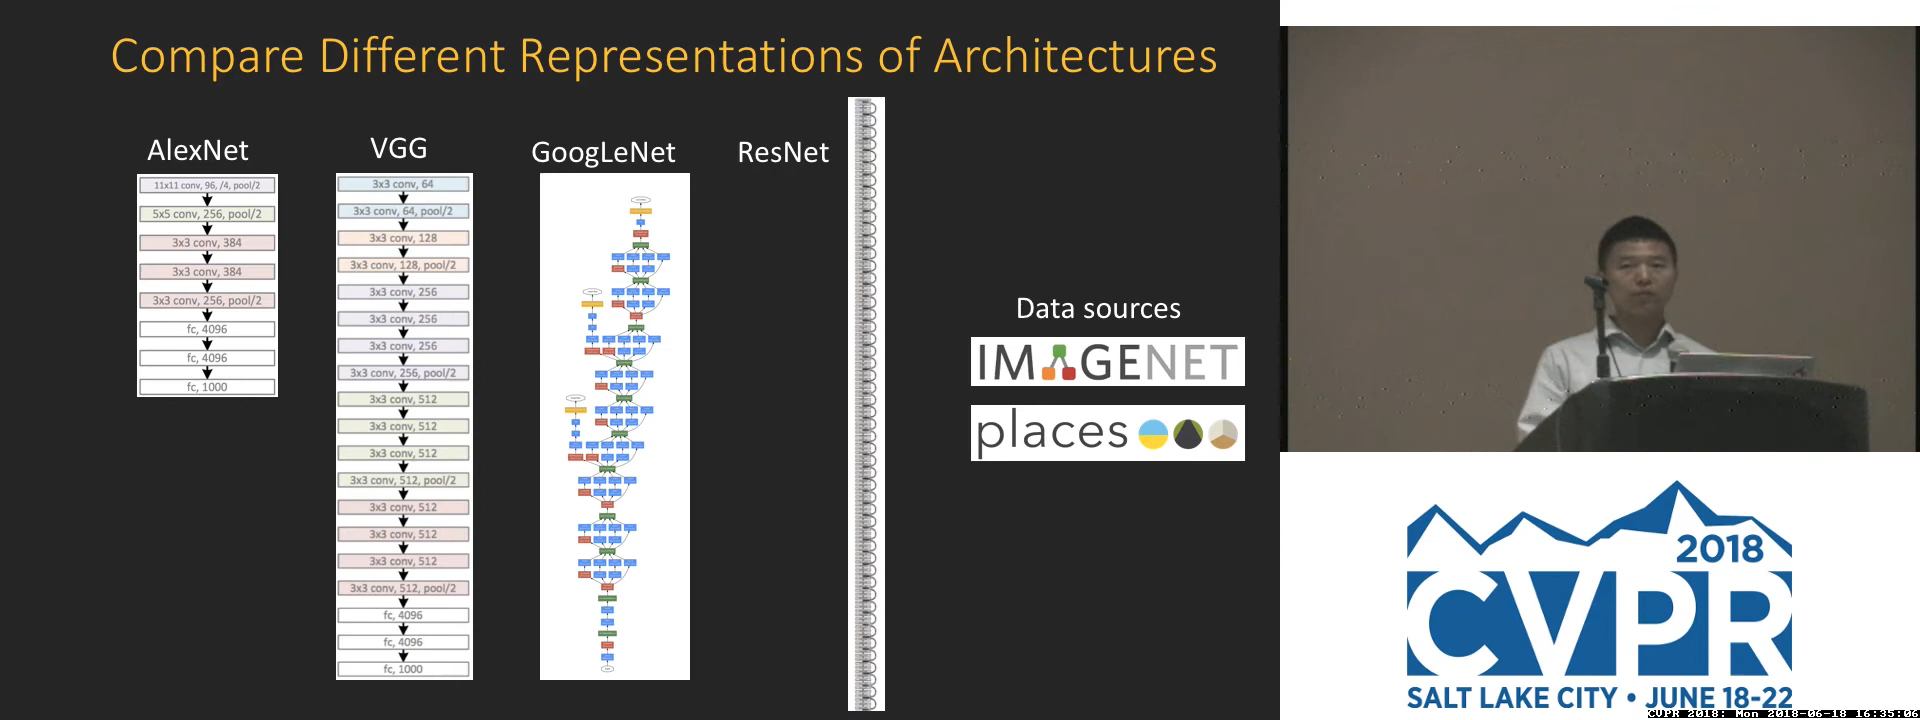 Compare Different Representations of Architectures
AlexNet
11x11 conv, 96, /4, pool/2
5x5 conv, 256, pool/2
3x3 conv, 384
3x3 conv, 384
3x3 conv, 256, pool/2
fc, 4096
fc, 4096
fc, 1000
VGG
3x3 conv, 64
3x3 conv, 64, pool/2
3x3 conv, 128
3x3 conv, 128, pool/2
3x3 conv, 256
3x3 conv, 256
3x3 conv, 256
3x3 conv, 256, pool/2
3x3 conv, 512
3x3 conv, 512
3x3 conv, 512
3x3 conv, 512, pool/2
3x3 conv, 512
3x3 conv, 512
3x3 conv, 512
3x3 conv, 512, pool/2
fc, 4096
fc, 4096
fc, 1000
GoogLeNet
ResNet
Data sources
IMAGENET
places
2018
CVPR
SALT LAKE CITY • JUNE 18-22
CVPR 2018: Mon 2018-06-18 16:35:06